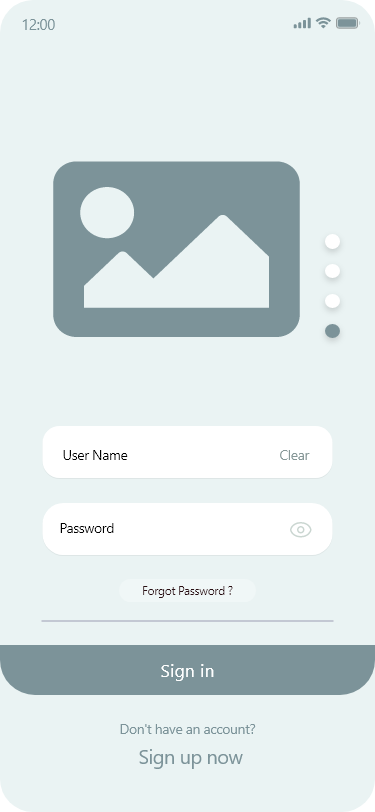 12:00
User Name Clear
Password
Forgot Password ?
Sign in
Don't have an account?
Sign up now